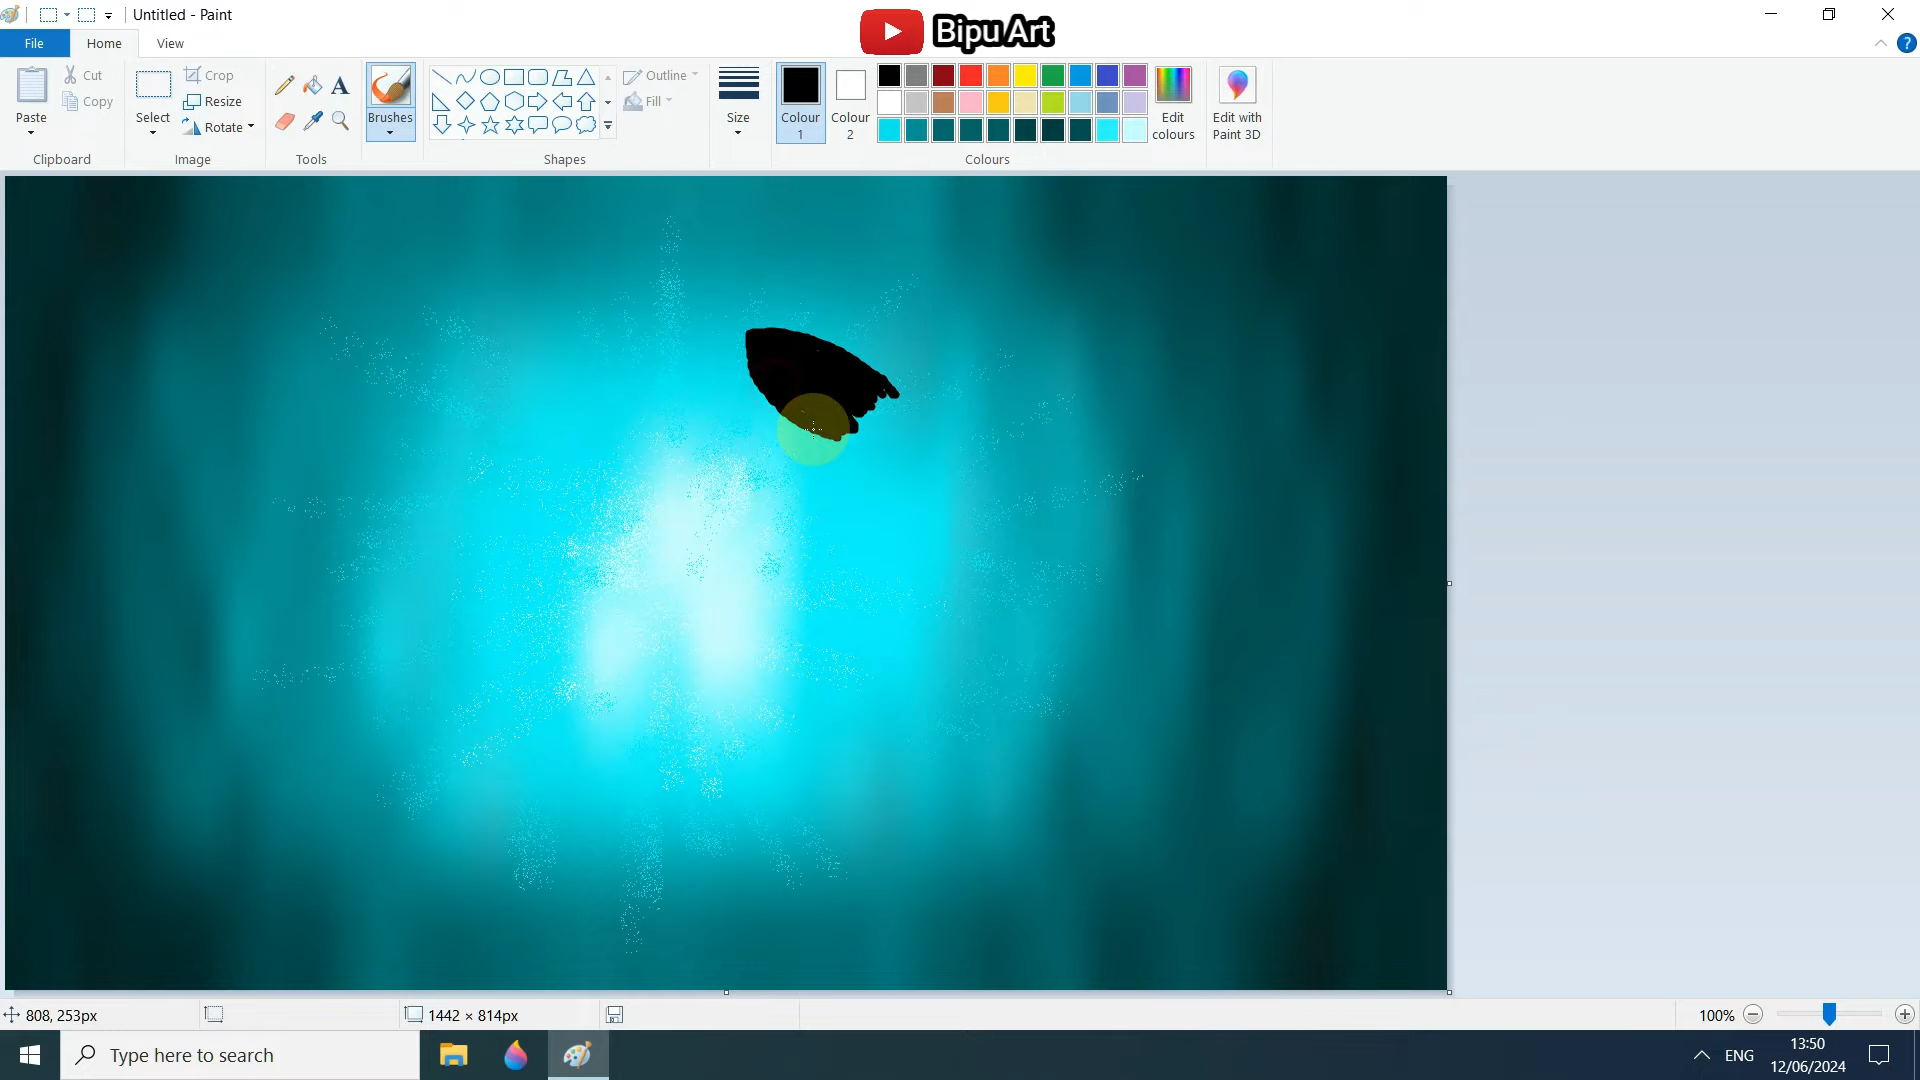 Untitled - Paint
Bipu Art
File
Home
View
?
Paste
Cut
Copy
Clipboard
Select
Crop
Resize
Rotate
Image
A
Tools
Brushes
Outline
Fill
Shapes
Size
Colour
1
Colour
2
Edit
colours
Colours
Edit with
Paint 3D
808, 253px
1442 × 814px
100%
Type here to search
ENG
13:50
12/06/2024